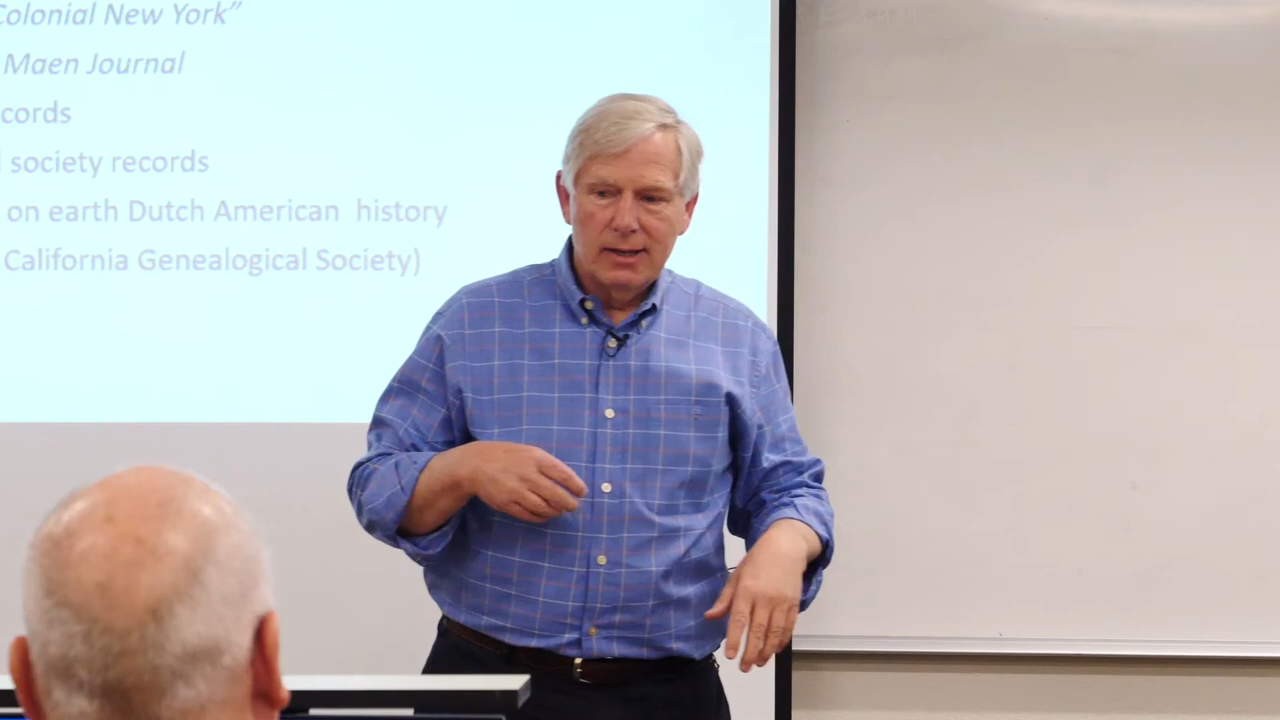 Colonial New York”
Maen Journal
cords
society records
on earth Dutch American history
California Genealogical Society)